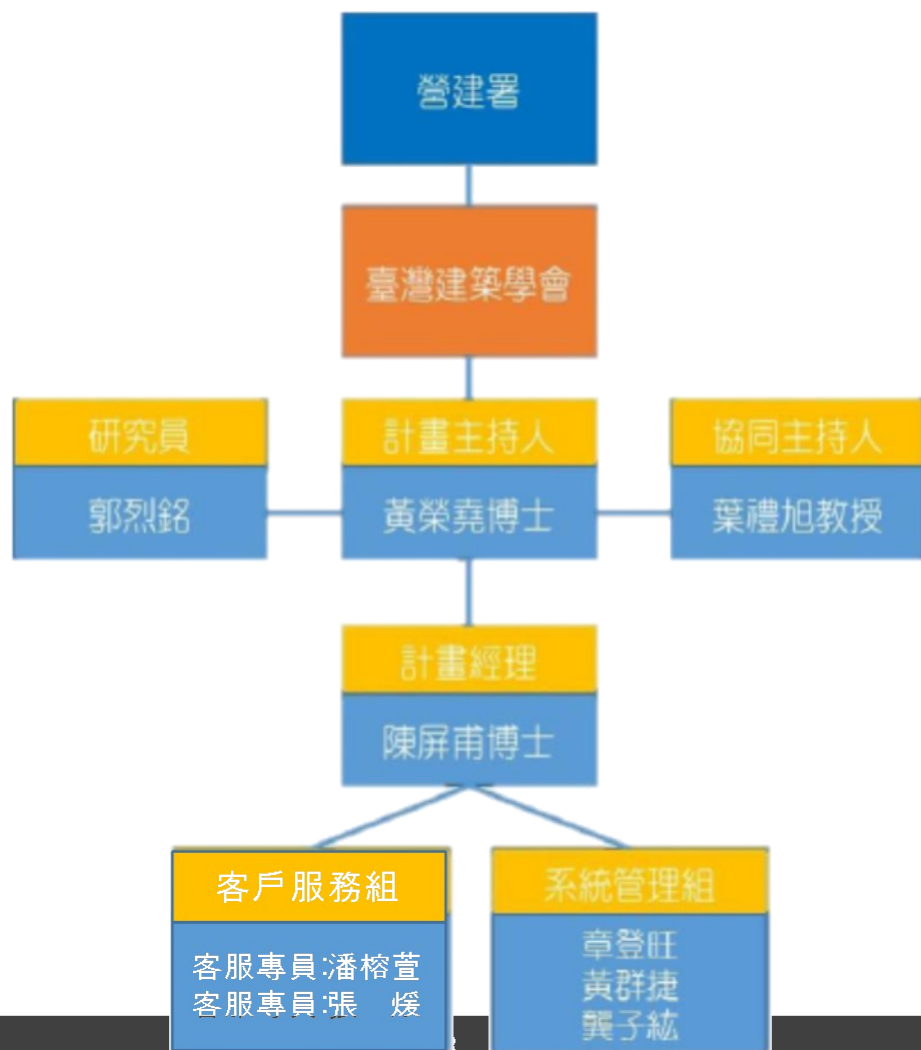 營建署
臺灣建築學會
研究員
郭烈銘
計畫主持人
黃榮堯博士
協同主持人
葉禮旭教授
計畫經理
陳屏甫博士
客戶服務組
客服專員:潘榕萱
客服專員:張　煖
系統管理組
章登旺
黃群捷
龔子紘